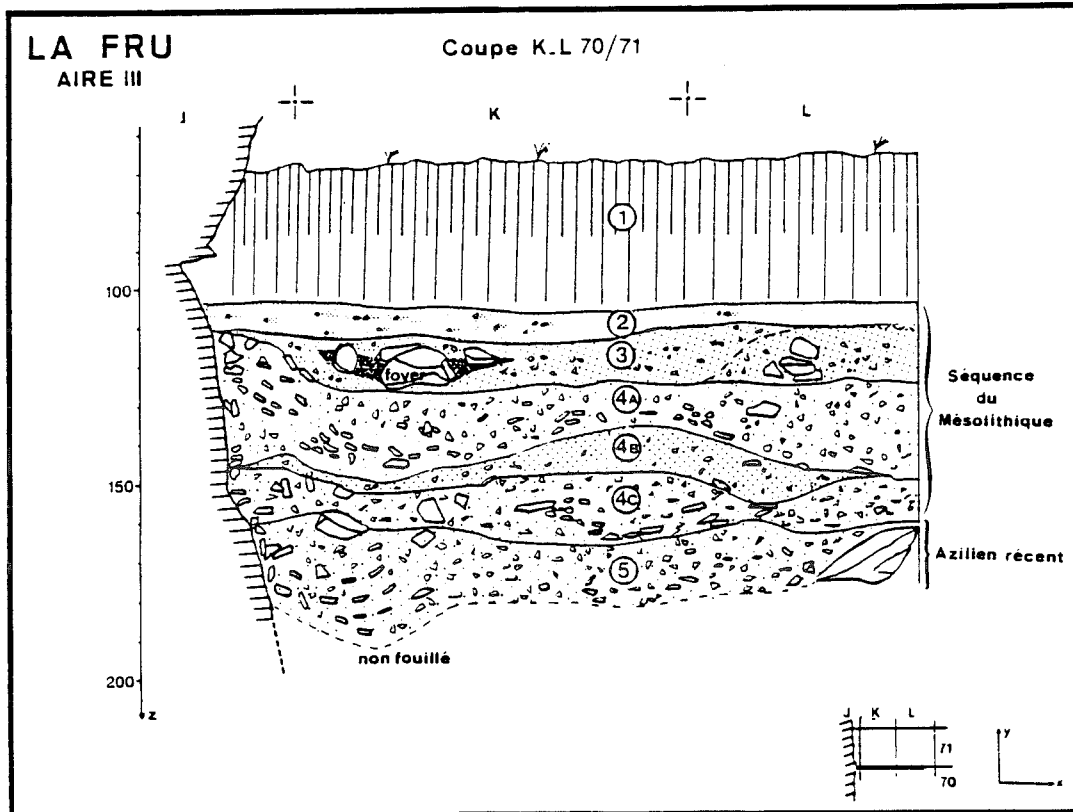 LA FRU
AIRE III
Coupe K_L 70/71
J K L
1
100
2
3
foyer
4A
Séquence
du
Mésolithique
4B
150
4C
5
Azilien récent
non fouillé
200
z
J K L
71
70
y
x